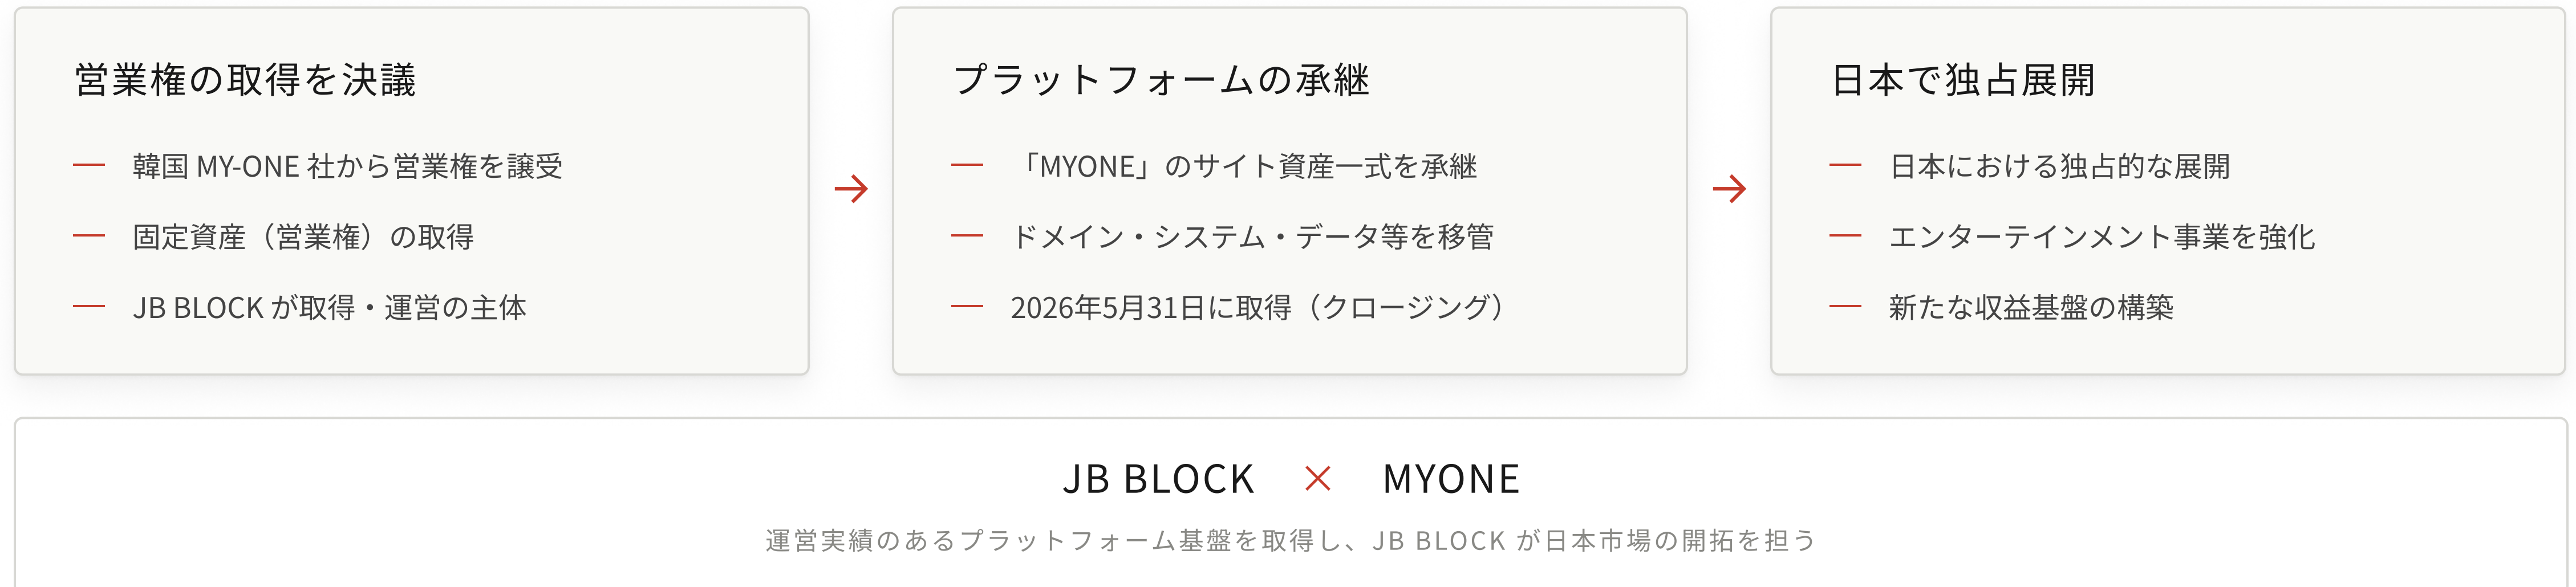 営業権の取得を決議
韓国 MY-ONE 社から営業権を譲受
固定資産（営業権）の取得
JB BLOCK が取得・運営の主体
→
プラットフォームの承継
「MYONE」のサイト資産一式を承継
ドメイン・システム・データ等を移管
2026年5月31日に取得（クロージング）
→
日本で独占展開
日本における独占的な展開
エンターテインメント事業を強化
新たな収益基盤の構築
JB BLOCK × MYONE
運営実績のあるプラットフォーム基盤を取得し、JB BLOCK が日本市場の開拓を担う